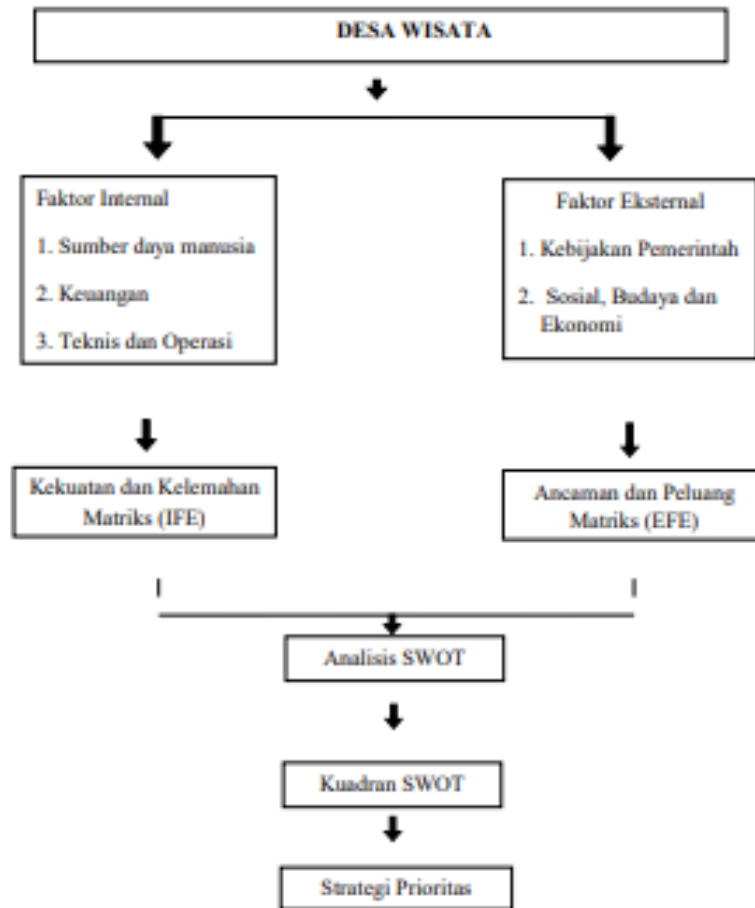 DESA WISATA
Faktor Internal
1. Sumber daya manusia
2. Keuangan
3. Teknis dan Operasi
Faktor Eksternal
1. Kebijakan Pemerintah
2. Sosial, Budaya dan
Ekonomi
Kekuatan dan Kelemahan
Matriks (IFE)
Ancaman dan Peluang
Matriks (EFE)
Analisis SWOT
Kuadran SWOT
Strategi Prioritas